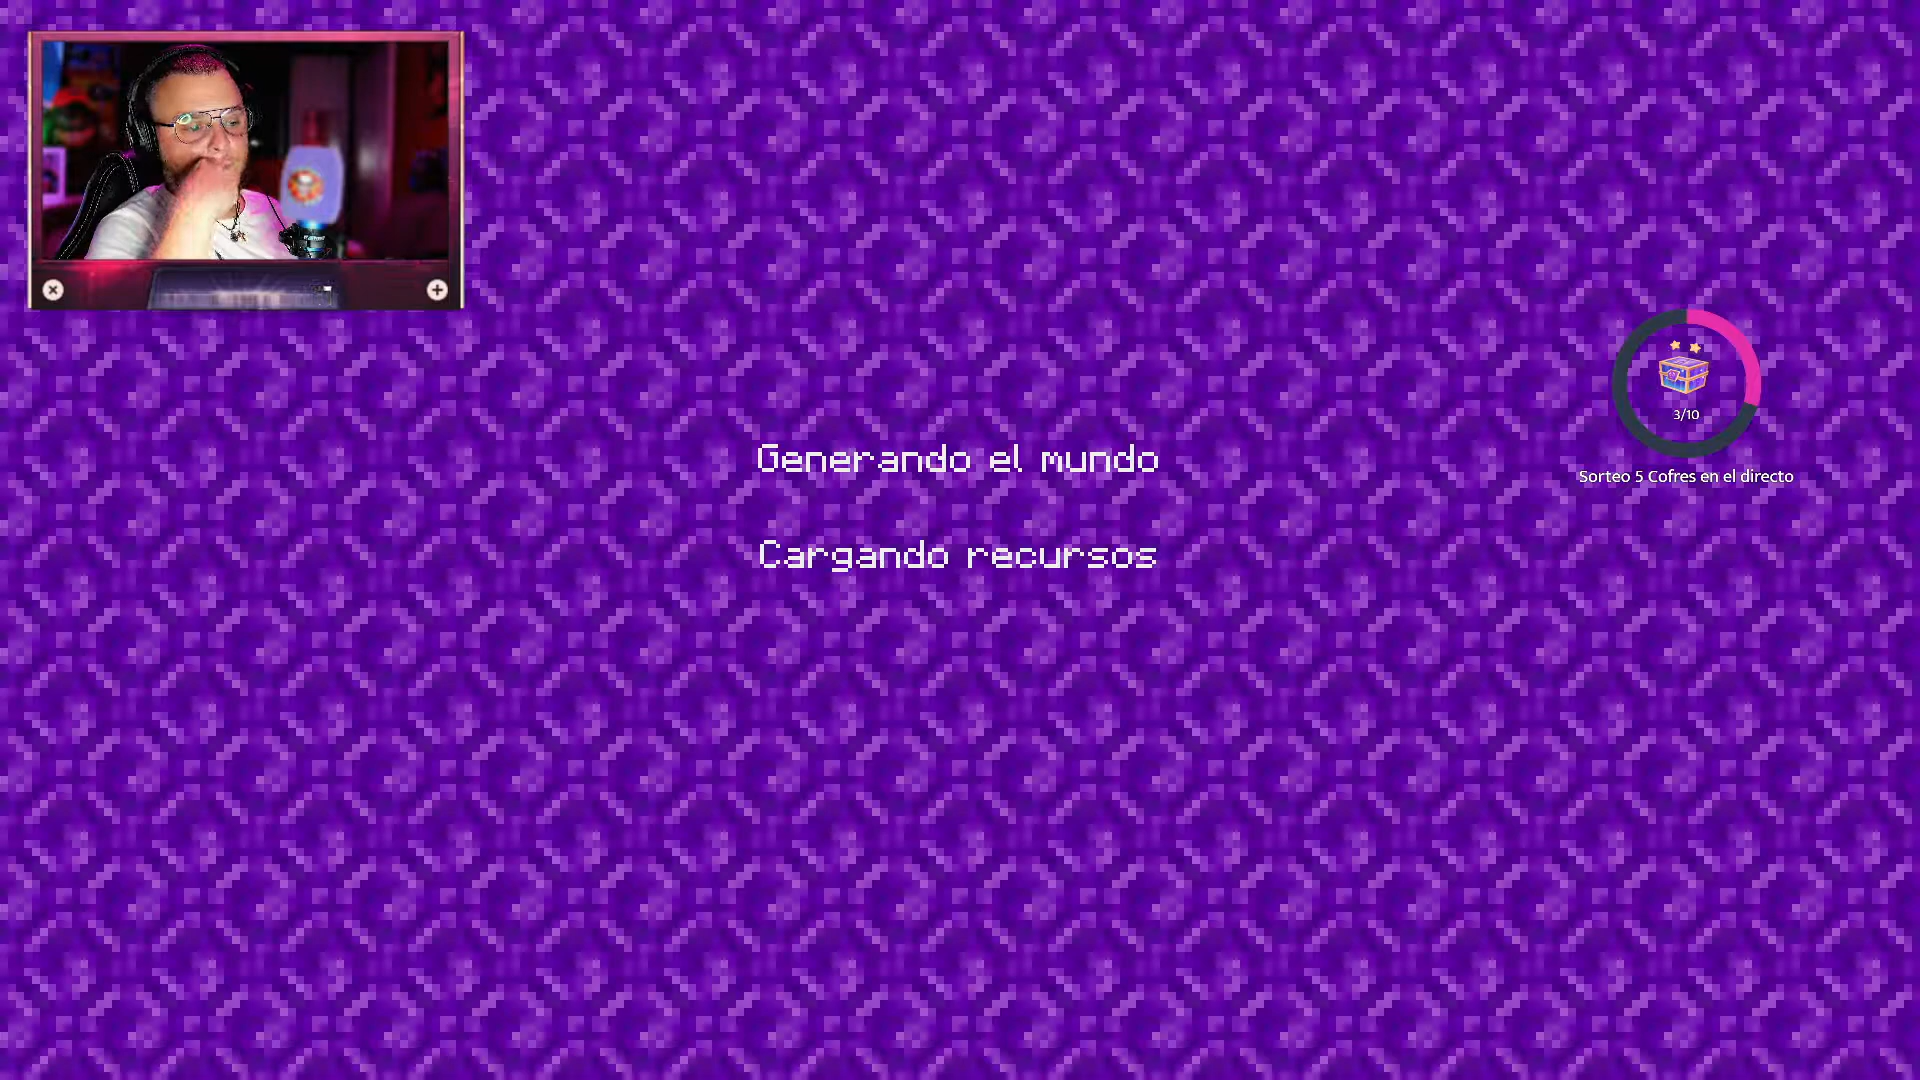 Generando el mundo
Cargando recursos
3/10
Sorteo 5 Cofres en el directo